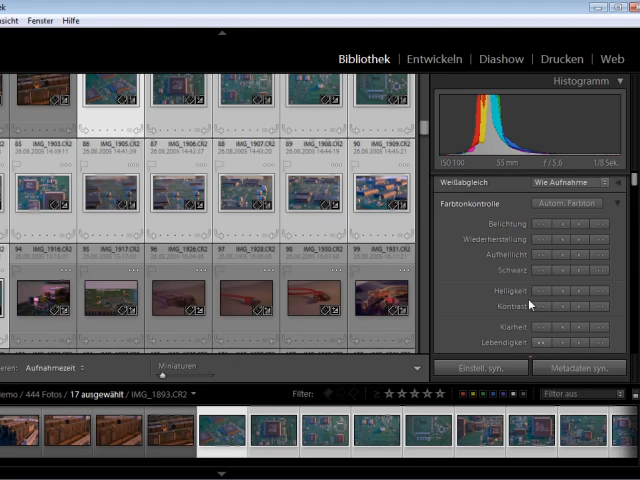 ek
nsicht Fenster Hilfe
Bibliothek | Entwickeln | Diashow | Drucken | Web
Histogramm
ISO 100 55 mm f / 5,6 1/8 Sek.
Weißabgleich Wie Aufnahme
Farbtonkontrolle Autom. Farbton
Belichtung
Wiederherstellung
Aufhelllicht
Schwarz
Helligkeit
Kontrast
Klarheit
Lebendigkeit
Einstell. syn. Metadaten syn.
85 IMG_1903.CR2 86 IMG_1905.CR2 87 IMG_1906.CR2 88 IMG_1907.CR2 89 IMG_1908.CR2 90 IMG_1909.CR2
94 IMG_1916.CR2 95 IMG_1917.CR2 96 IMG_1926.CR2 97 IMG_1928.CR2 98 IMG_1930.CR2 99 IMG_1931.CR2
eren: Aufnahmezeit Miniaturen
emo / 444 Fotos / 17 ausgewählt / IMG_1893.CR2 Filter: Filter aus